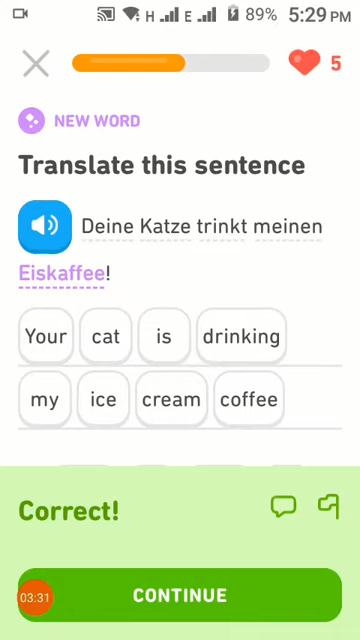 H E 89% 5:29 PM
5
NEW WORD
Translate this sentence
Deine Katze trinkt meinen
Eiskaffee!
Your cat is drinking
my ice cream coffee
Correct!
03:31 CONTINUE